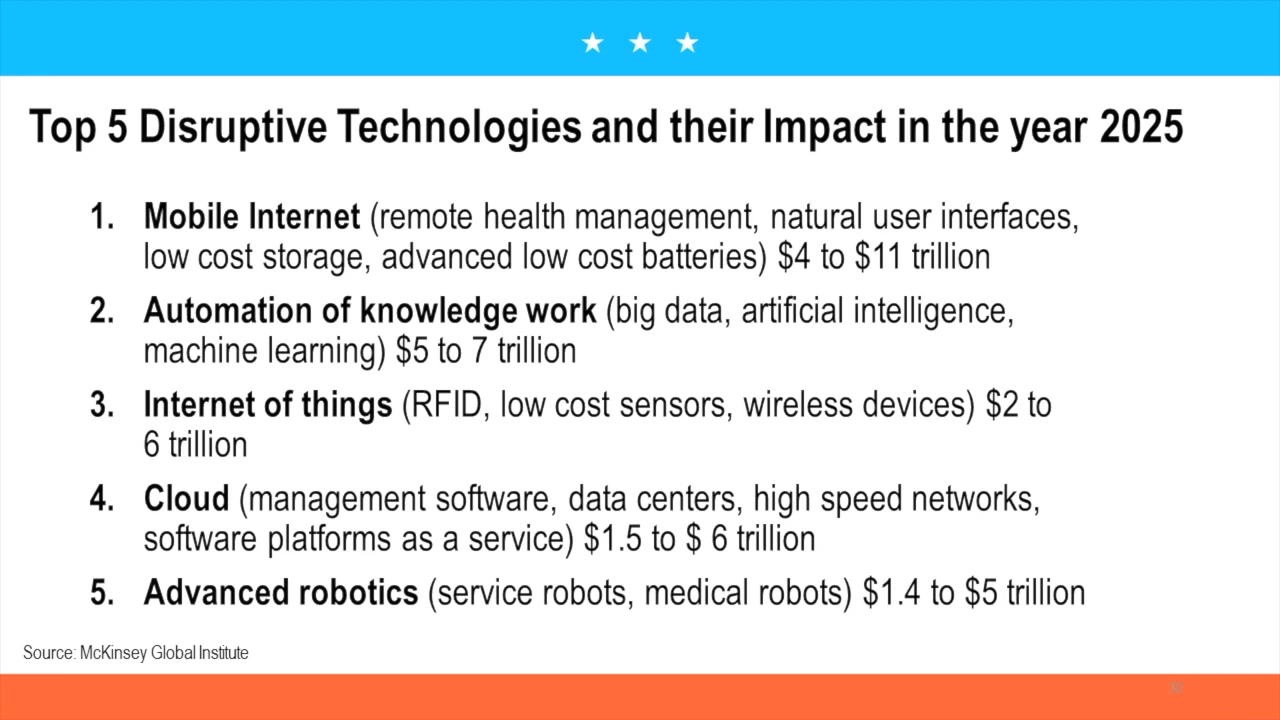 Top 5 Disruptive Technologies and their Impact in the year 2025
1. Mobile Internet (remote health management, natural user interfaces,
low cost storage, advanced low cost batteries) $4 to $11 trillion
2. Automation of knowledge work (big data, artificial intelligence,
machine learning) $5 to 7 trillion
3. Internet of things (RFID, low cost sensors, wireless devices) $2 to
6 trillion
4. Cloud (management software, data centers, high speed networks,
software platforms as a service) $1.5 to $ 6 trillion
5. Advanced robotics (service robots, medical robots) $1.4 to $5 trillion
Source: McKinsey Global Institute